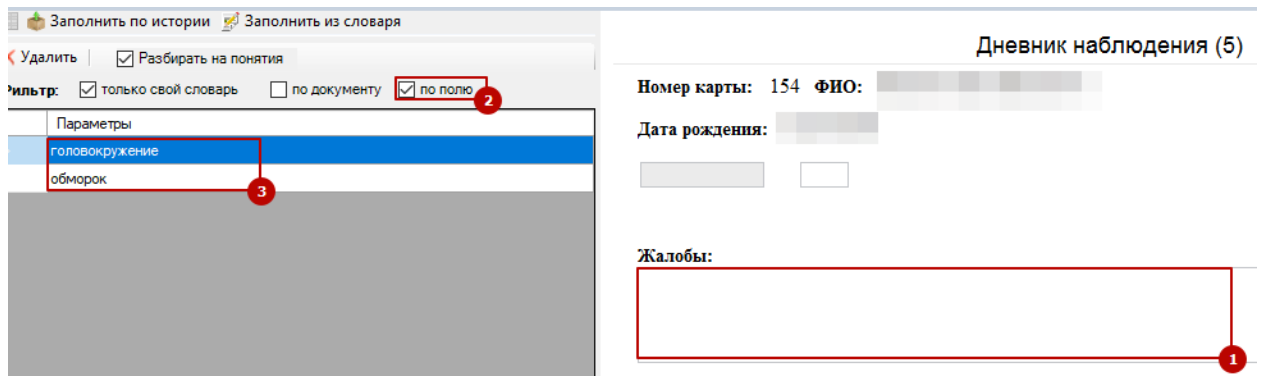 Заполнить по истории Заполнить из словаря
Удалить Разбирать на понятия
Фильтр: только свой словарь по документу по полю
2
Параметры
головокружение
обморок
3
Дневник наблюдения (5)
Номер карты: 154 ФИО:
Дата рождения:
Жалобы:
1